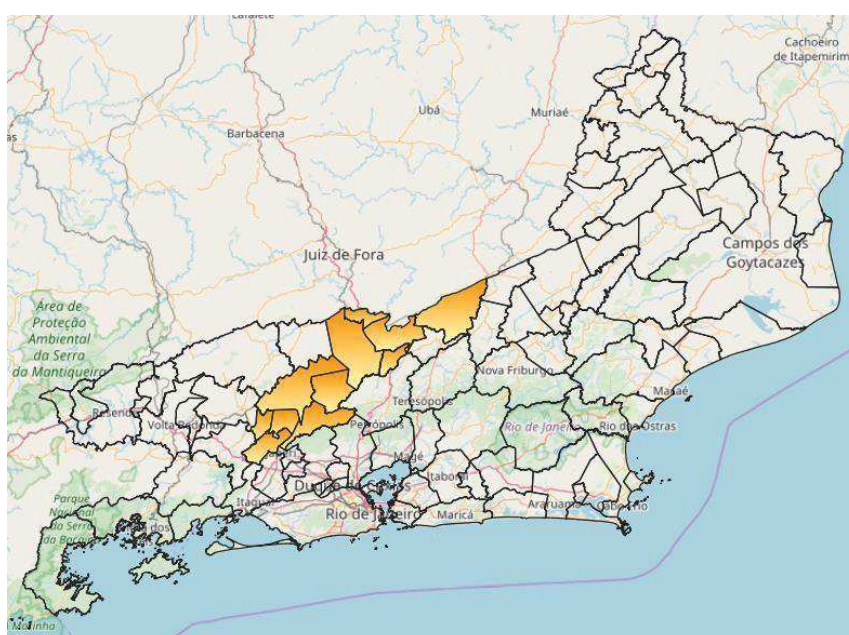 Lafaiete
Cachoeiro
de Itapemirim
Ubá
Muriaé
Barbacena
as
Juiz de Fora
Campos dos
Goytacazes
Área de
Proteção
Ambiental
da Serra
da Mantiqueira
Nova Friburgo
Macaé
Teresópolis
Resende
Volta Redonda
Petrópolis
Rio de Janeiro
Rio das Ostras
Magé
Itaboraí
Duque de Caxias
Parque
Nacional
da Serra
da Bocaina
Itaguaí
Rio de Janeiro
Maricá
Araruama
Cabo Frio
dos